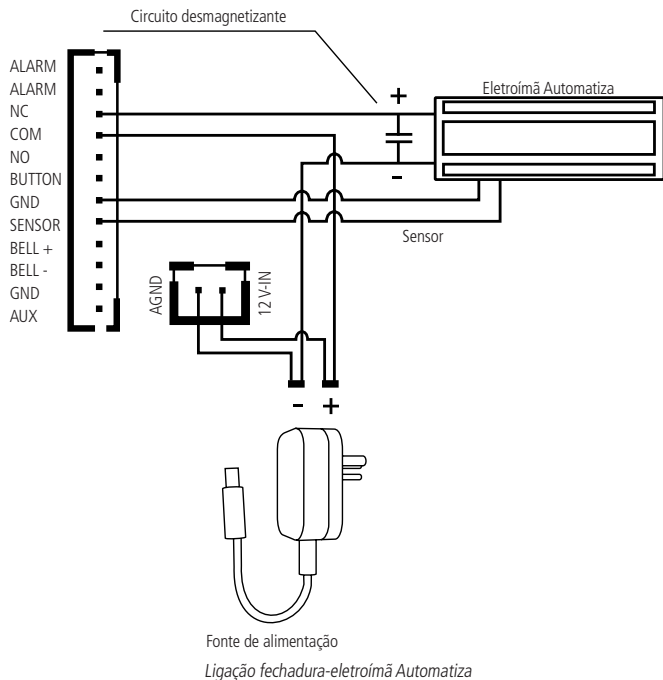 Circuito desmagnetizante
ALARM
ALARM
NC
COM
NO
BUTTON
GND
SENSOR
BELL +
BELL -
GND
AUX
+
-
Eletroímã Automatiza
Sensor
AGND
12 V-IN
- +
Fonte de alimentação
Ligação fechadura-eletroímã Automatiza